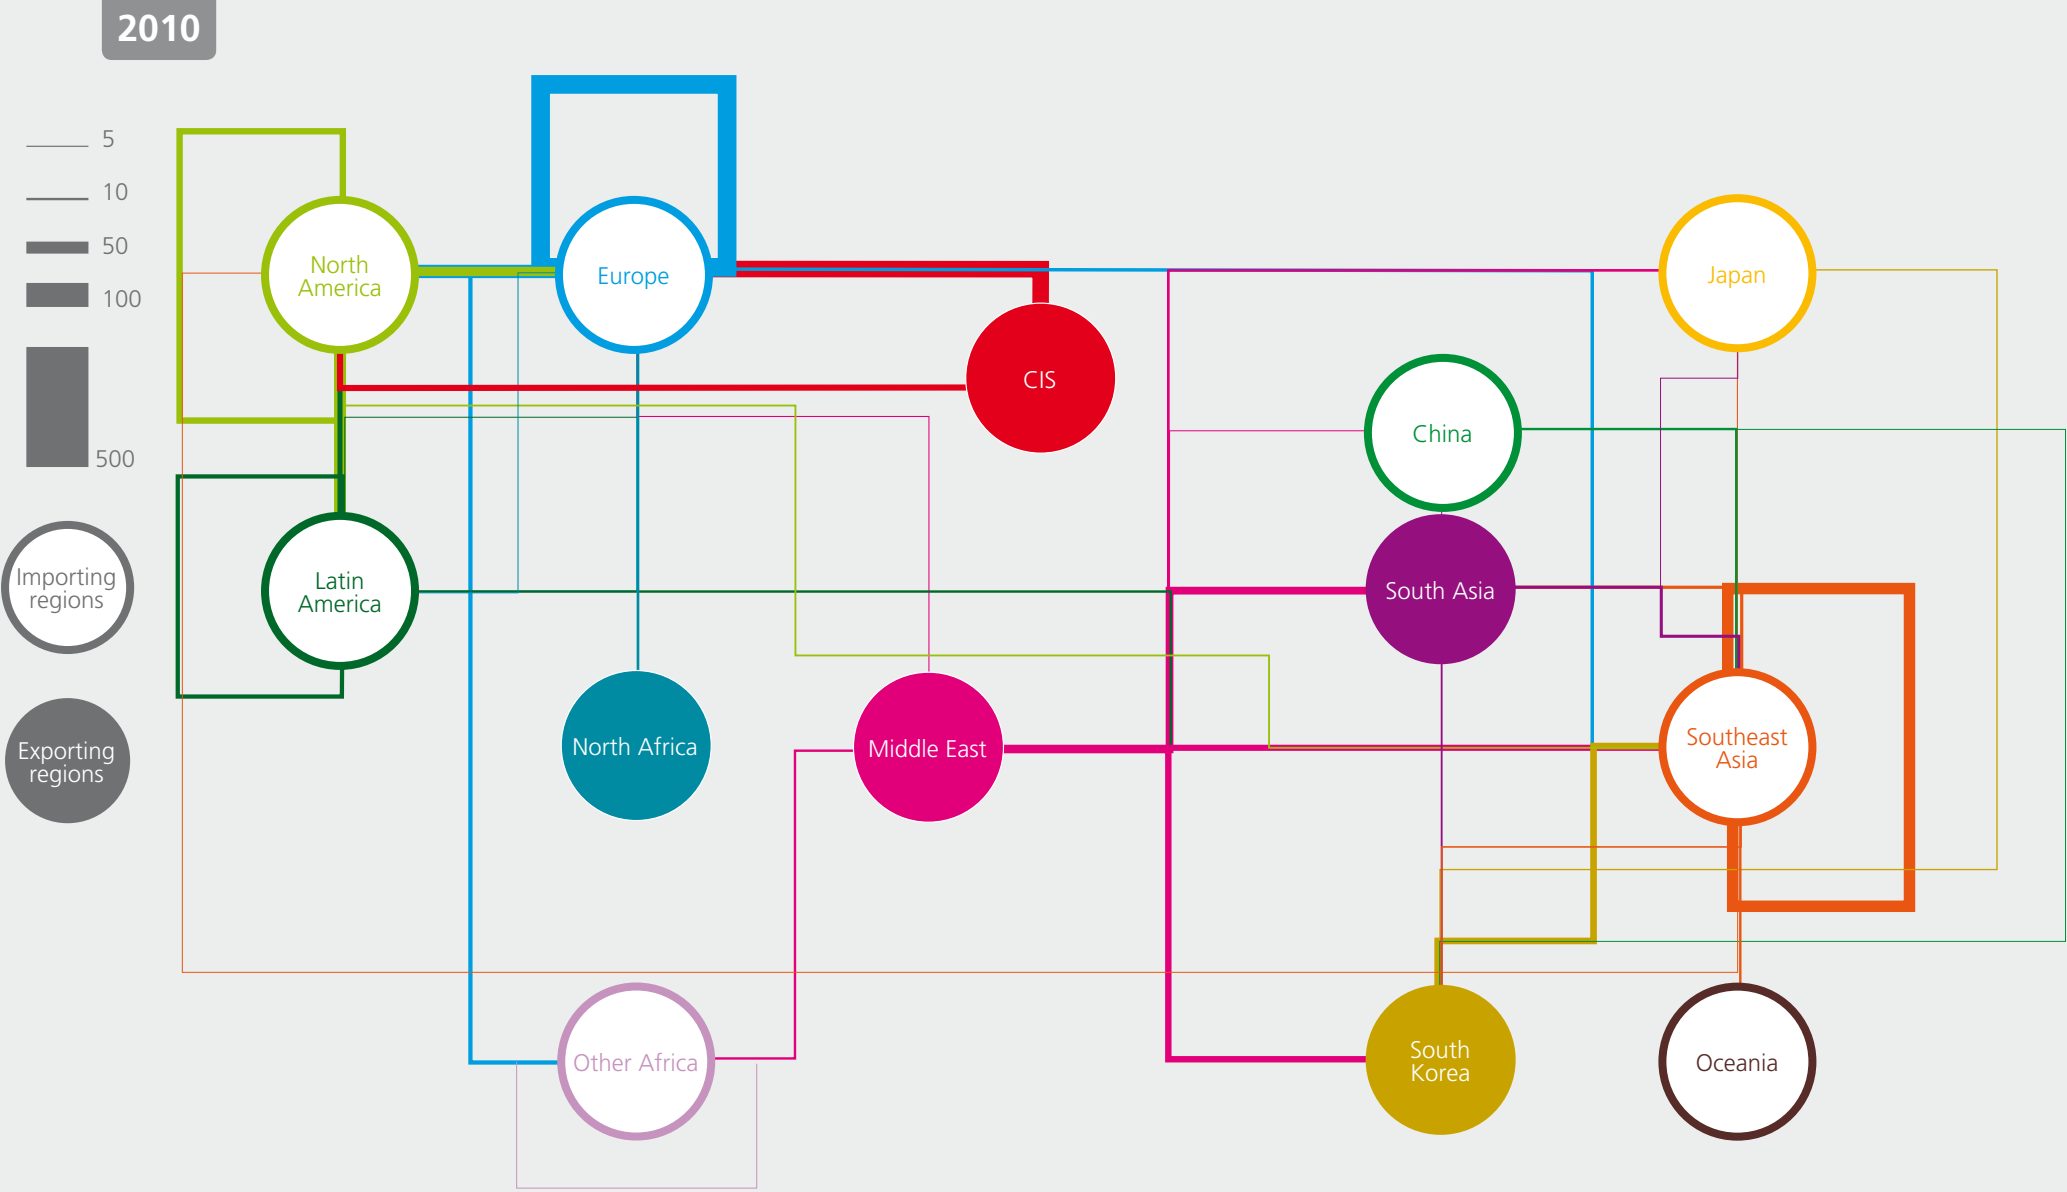 2010
5
10
50
100
500
Importing
regions
Exporting
regions
North
America
Europe
Japan
CIS
China
Latin
America
South Asia
North Africa
Middle East
Southeast
Asia
Other Africa
South
Korea
Oceania